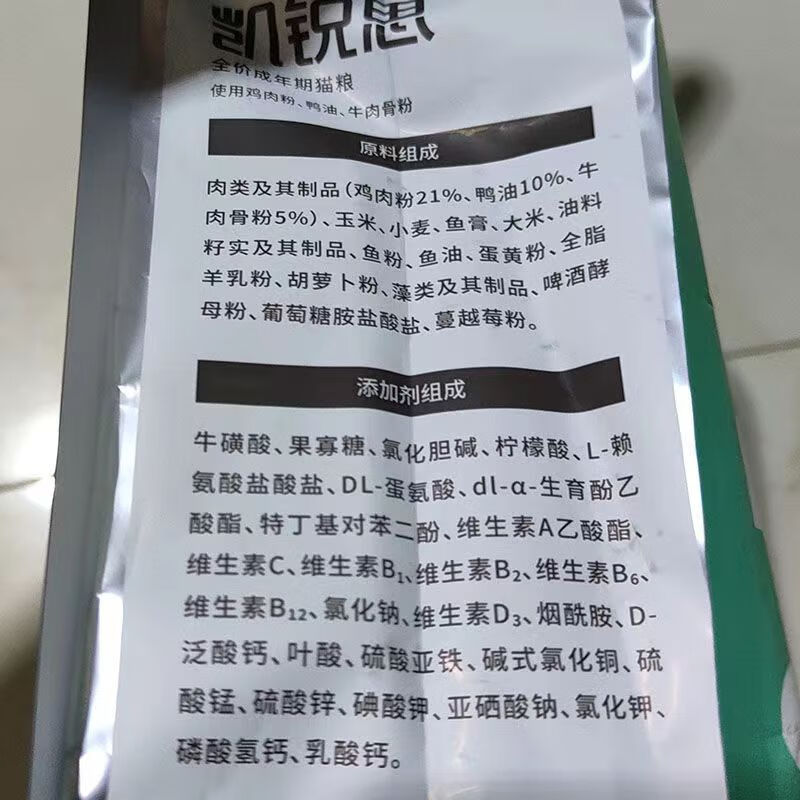 凯锐思
全价成年期猫粮
使用鸡肉粉、鸭油、牛肉骨粉
原料组成
肉类及其制品（鸡肉粉21%、鸭油10%、牛
肉骨粉5%）、玉米、小麦、鱼膏、大米、油料
籽实及其制品、鱼粉、鱼油、蛋黄粉、全脂
羊乳粉、胡萝卜粉、藻类及其制品、啤酒酵
母粉、葡萄糖胺盐酸盐、蔓越莓粉。
添加剂组成
牛磺酸、果寡糖、氯化胆碱、柠檬酸、L-赖
氨酸盐酸盐、DL-蛋氨酸、dl-α-生育酚乙
酸酯、特丁基对苯二酚、维生素A乙酸酯、
维生素C、维生素B₁、维生素B₂、维生素B₆、
维生素B₁₂、氯化钠、维生素D₃、烟酰胺、D-
泛酸钙、叶酸、硫酸亚铁、碱式氯化铜、硫
酸锰、硫酸锌、碘酸钾、亚硒酸钠、氯化钾、
磷酸氢钙、乳酸钙。